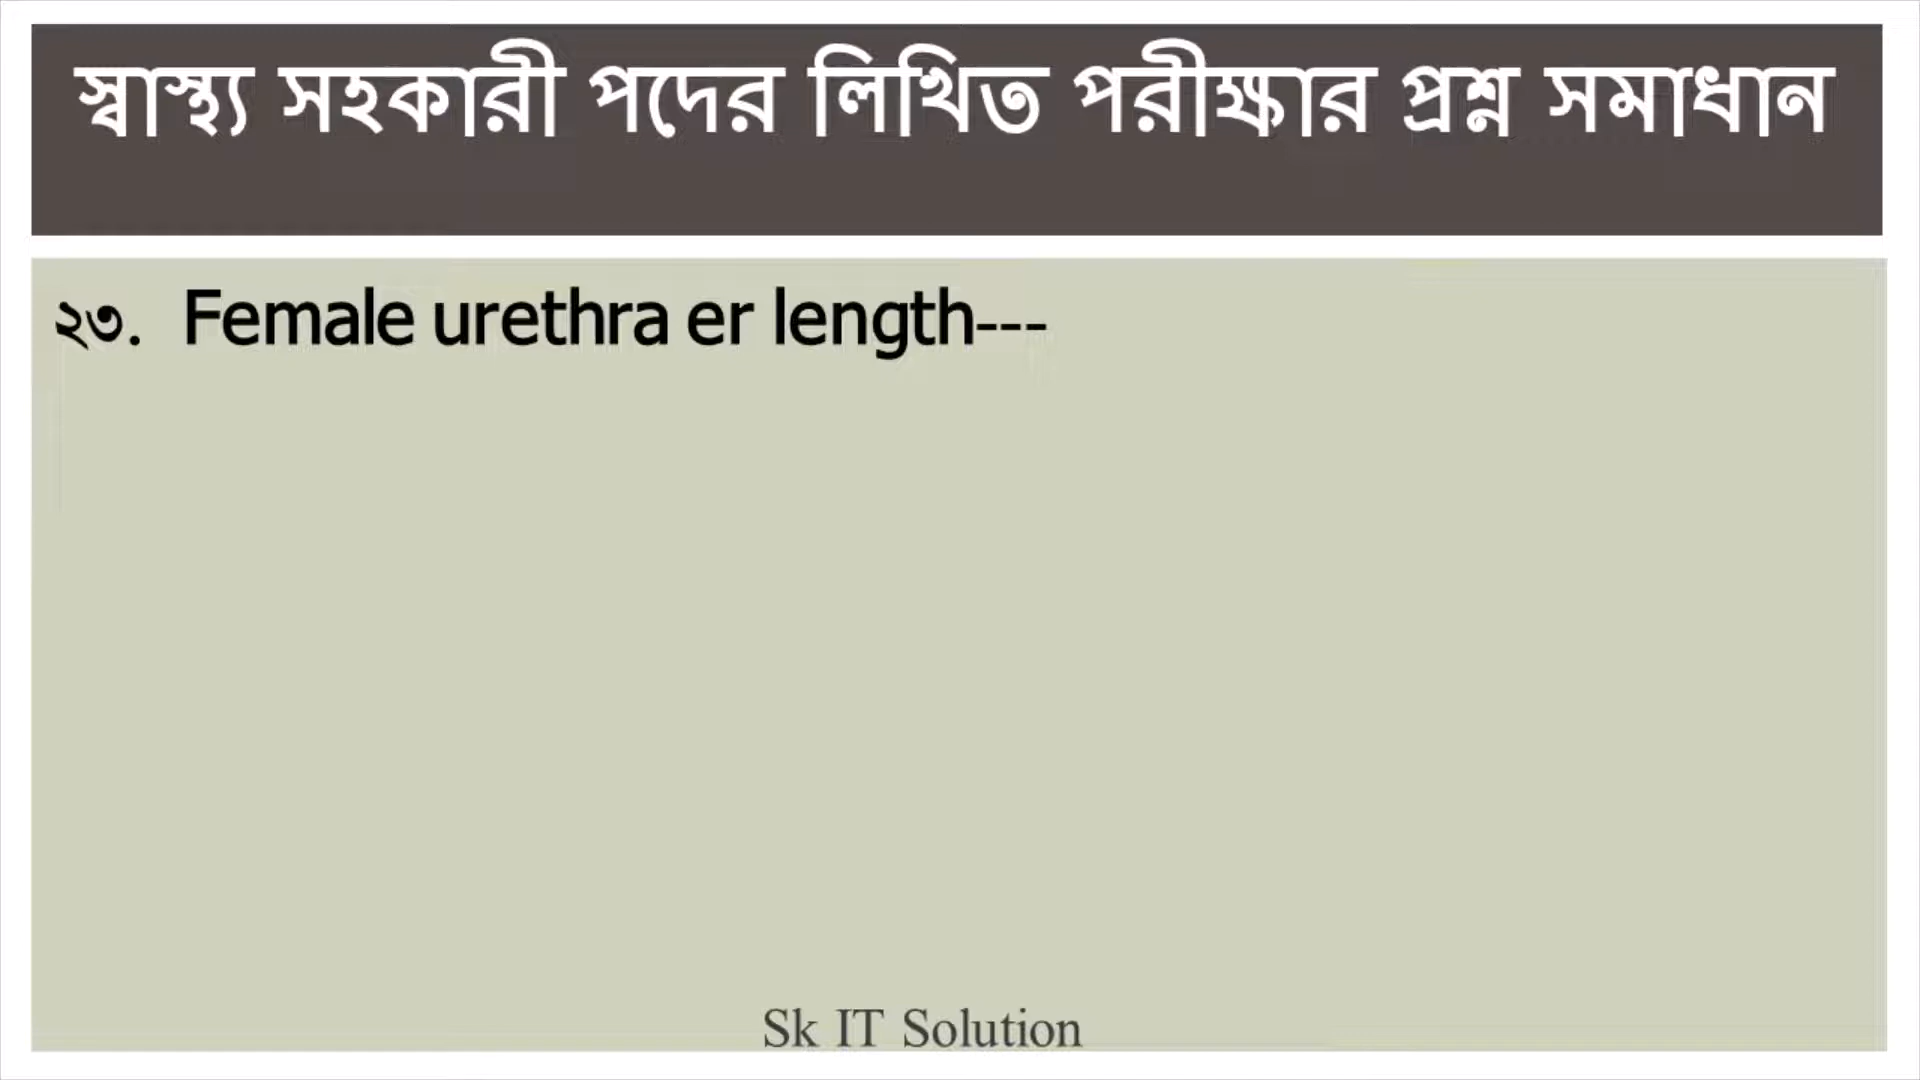 স্বাস্থ্য সহকারী পদের লিখিত পরীক্ষার প্রশ্ন সমাধান
২৩. Female urethra er length---
Sk IT Solution